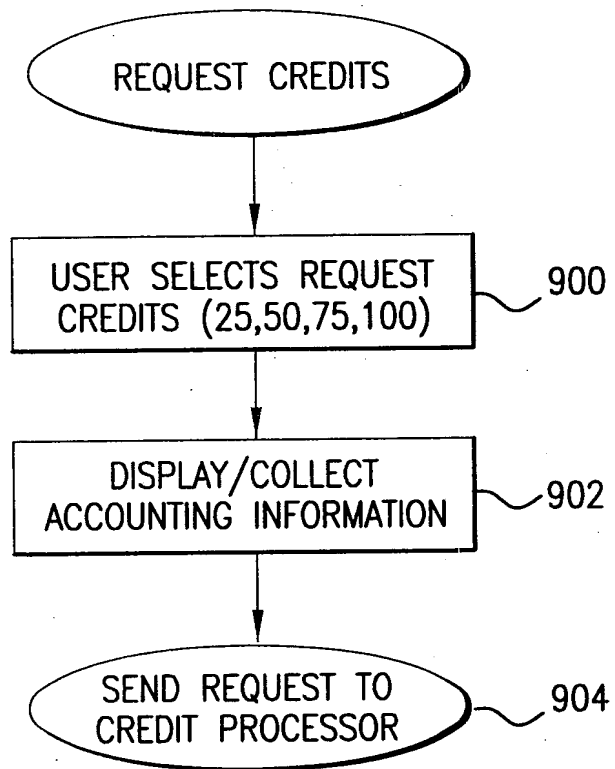 REQUEST CREDITS
USER SELECTS REQUEST
CREDITS (25,50,75,100)
900
DISPLAY/COLLECT
ACCOUNTING INFORMATION
902
SEND REQUEST TO
CREDIT PROCESSOR
904